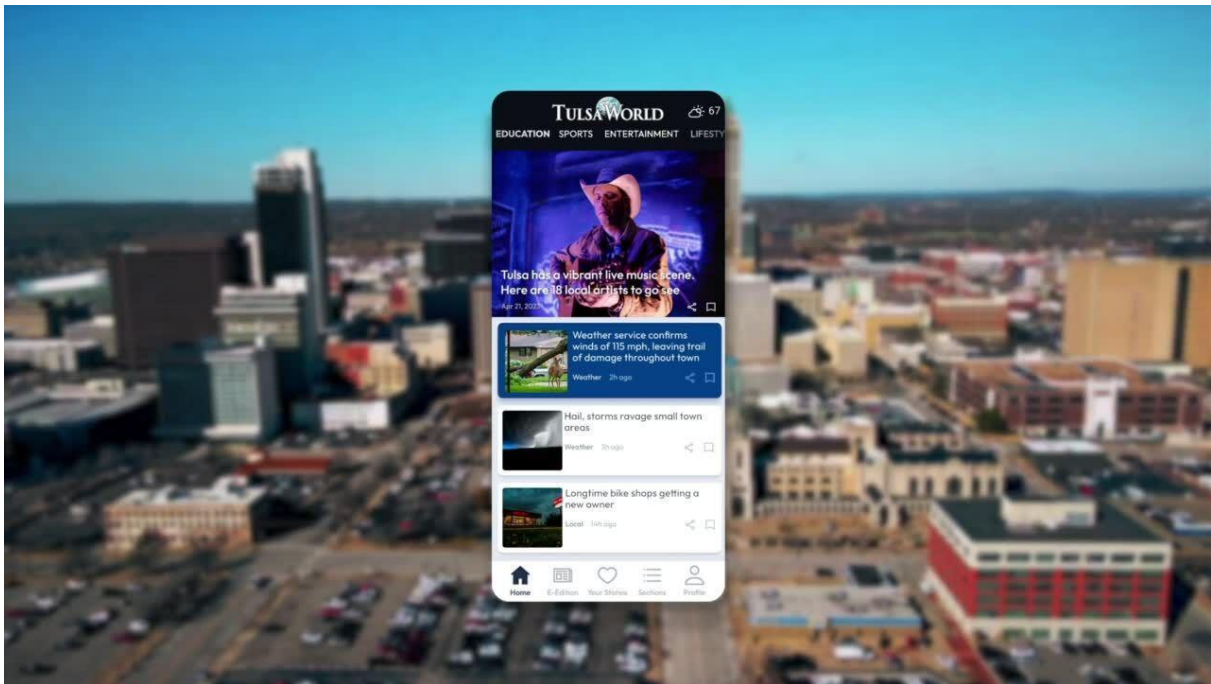 TULSA WORLD
67
EDUCATION SPORTS ENTERTAINMENT LIFESTY
Tulsa has a vibrant live music scene.
Here are 18 local artists to go see
Apr 21, 2023
Weather service confirms
winds of 115 mph, leaving trail
of damage throughout town
Weather 2h ago
Hail, storms ravage small town
areas
Weather
Longtime bike shops getting a
new owner
Local 14h ago
Home E-Edition Your Stories Sections Profile